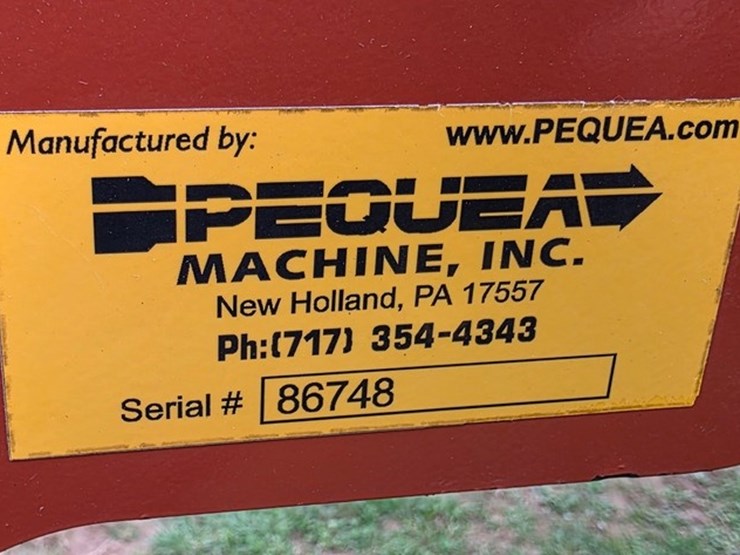 Manufactured by:
www.PEQUEA.com
PEQUEA
MACHINE, INC.
New Holland, PA 17557
Ph:(717) 354-4343
Serial # 86748